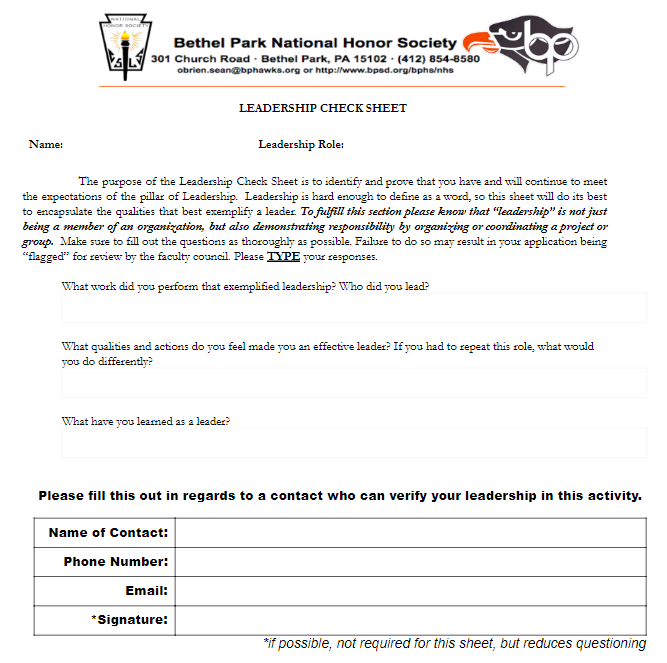 NATIONAL
HONOR SOCIETY
S L S C
Bethel Park National Honor Society
bp
301 Church Road · Bethel Park, PA 15102 · (412) 854-8580
obrien.sean@bphawks.org or http://www.bpsd.org/bphs/nhs
LEADERSHIP CHECK SHEET
Name: Leadership Role:
The purpose of the Leadership Check Sheet is to identify and prove that you have and will continue to meet
the expectations of the pillar of Leadership. Leadership is hard enough to define as a word, so this sheet will do its best
to encapsulate the qualities that best exemplify a leader. To fulfill this section please know that “leadership” is not just
being a member of an organization, but also demonstrating responsibility by organizing or coordinating a project or
group. Make sure to fill out the questions as thoroughly as possible. Failure to do so may result in your application being
“flagged” for review by the faculty council. Please TYPE your responses.
What work did you perform that exemplified leadership? Who did you lead?
What qualities and actions do you feel made you an effective leader? If you had to repeat this role, what would
you do differently?
What have you learned as a leader?
Please fill this out in regards to a contact who can verify your leadership in this activity.
Name of Contact:
Phone Number:
Email:
*Signature:
*if possible, not required for this sheet, but reduces questioning